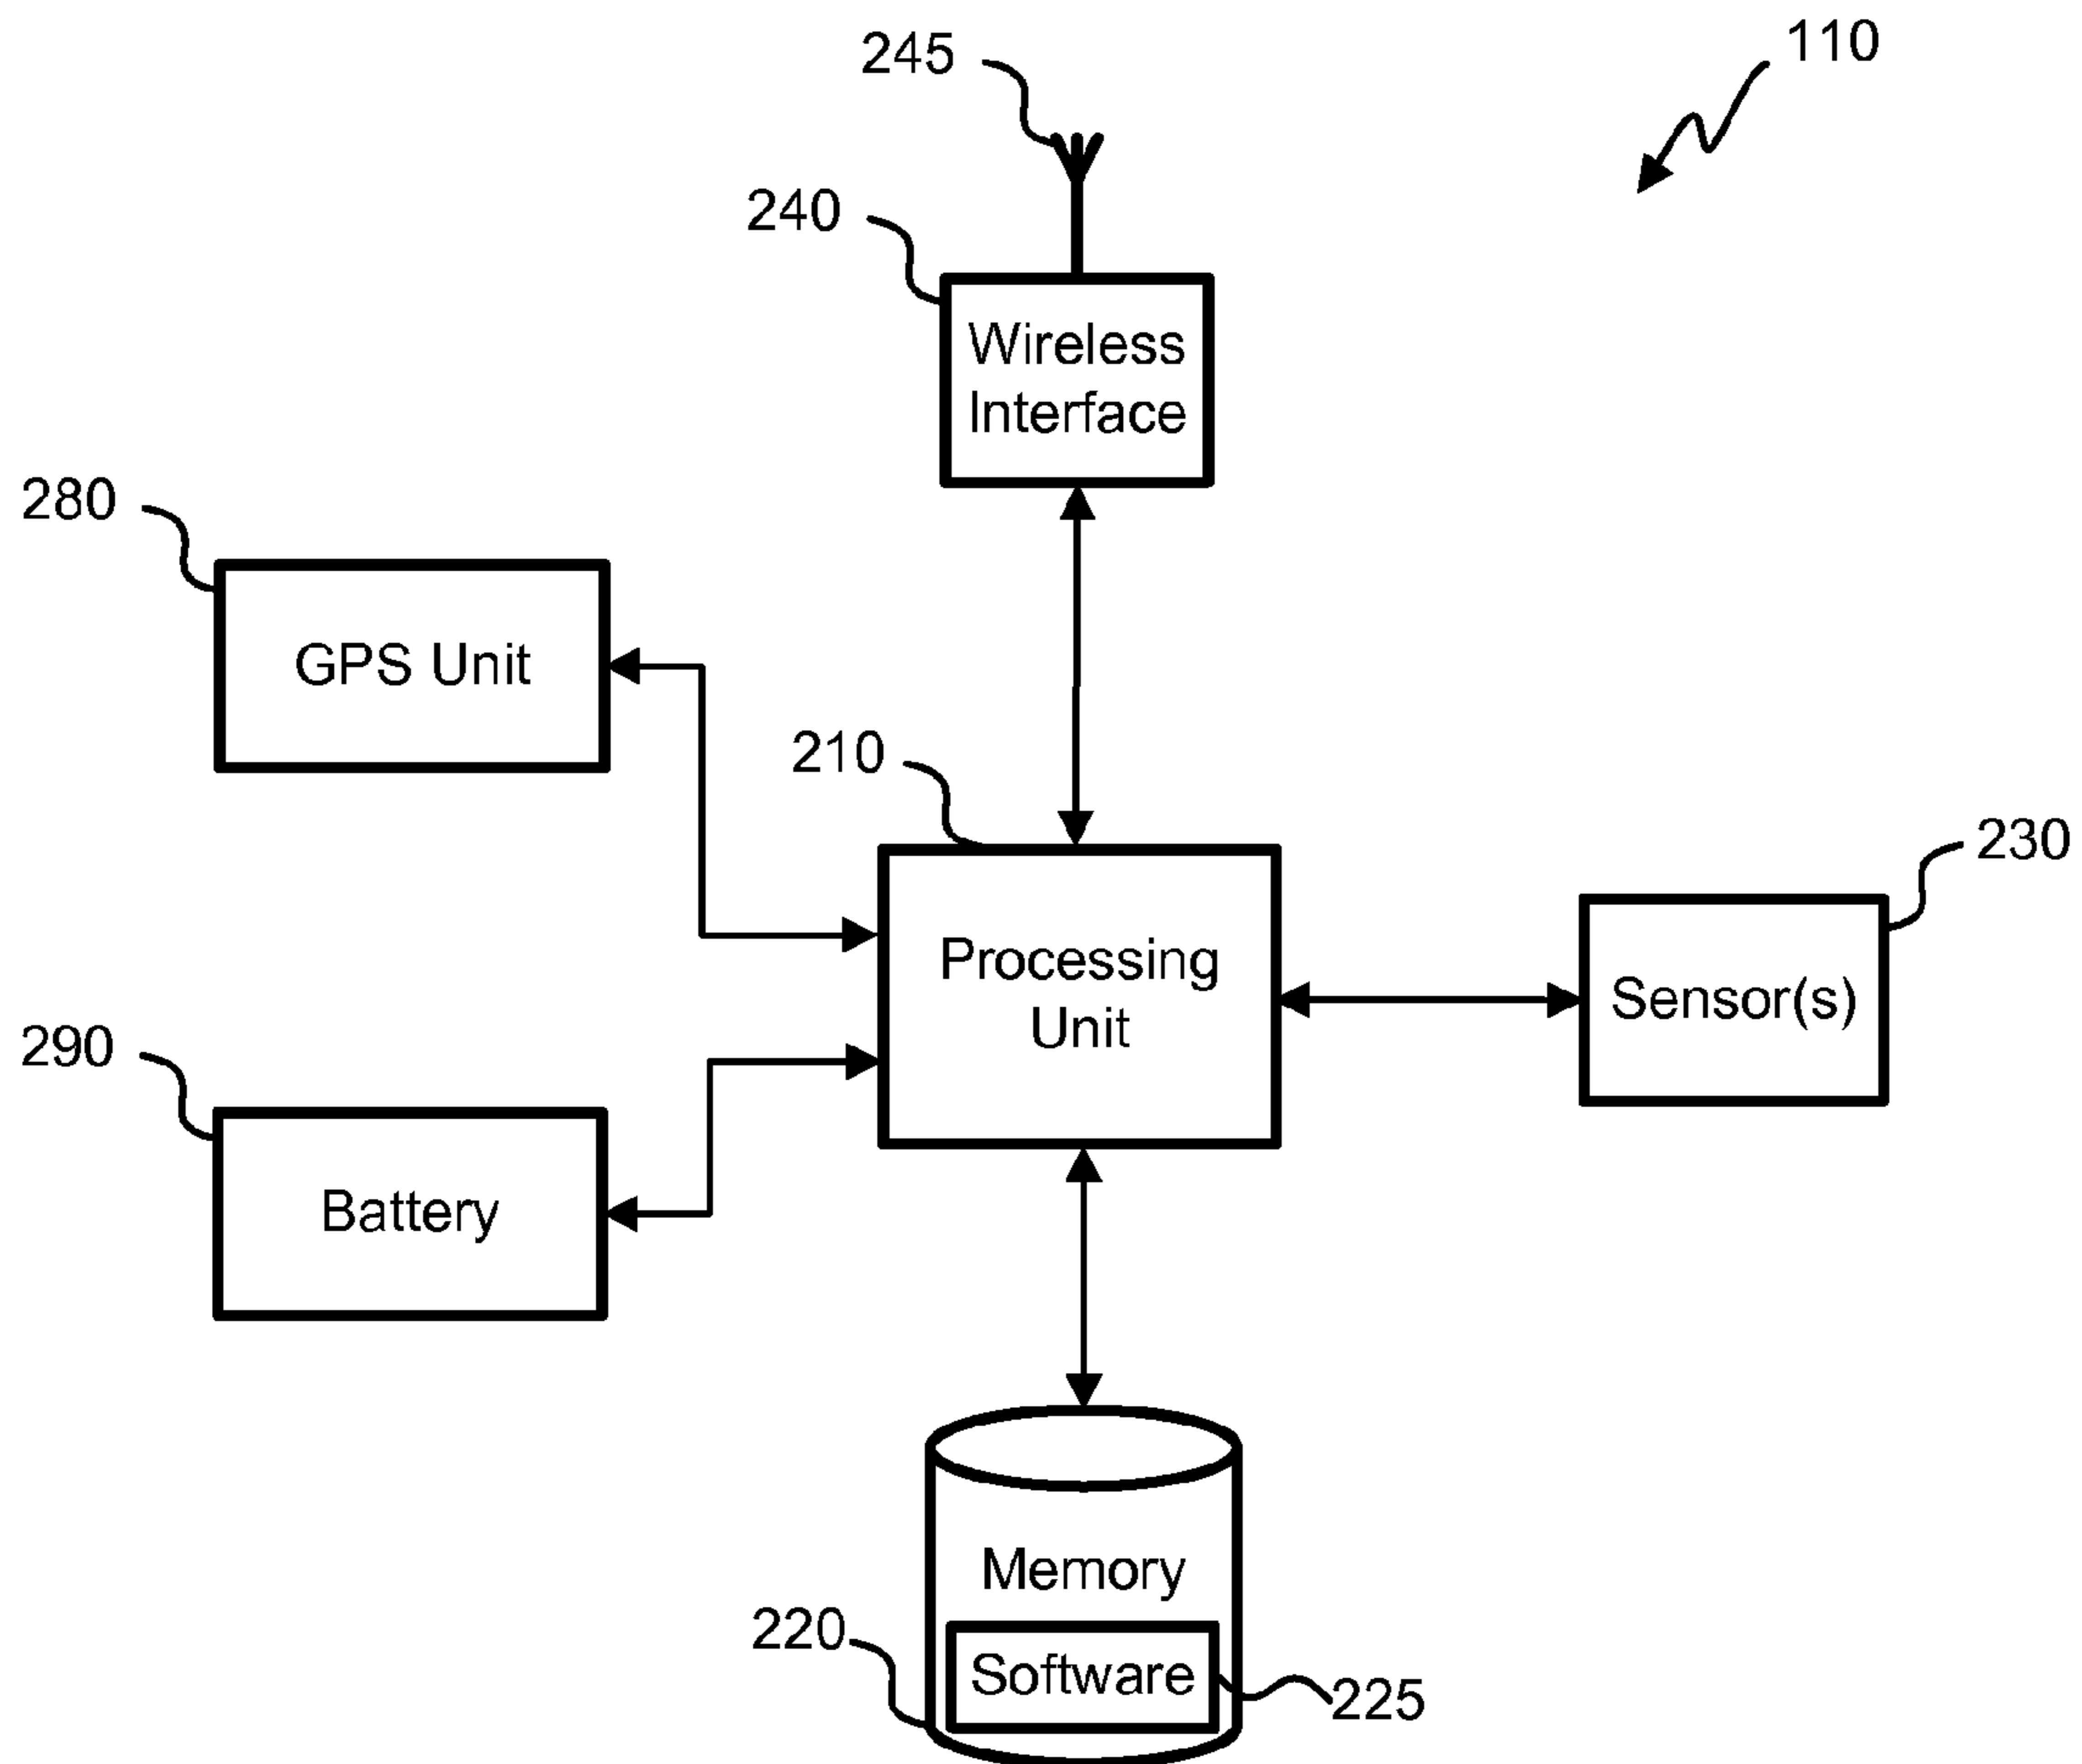 110
245
240
Wireless
Interface
280
GPS Unit
210
230
Processing
Unit
Sensor(s)
290
Battery
Memory
220
Software
225